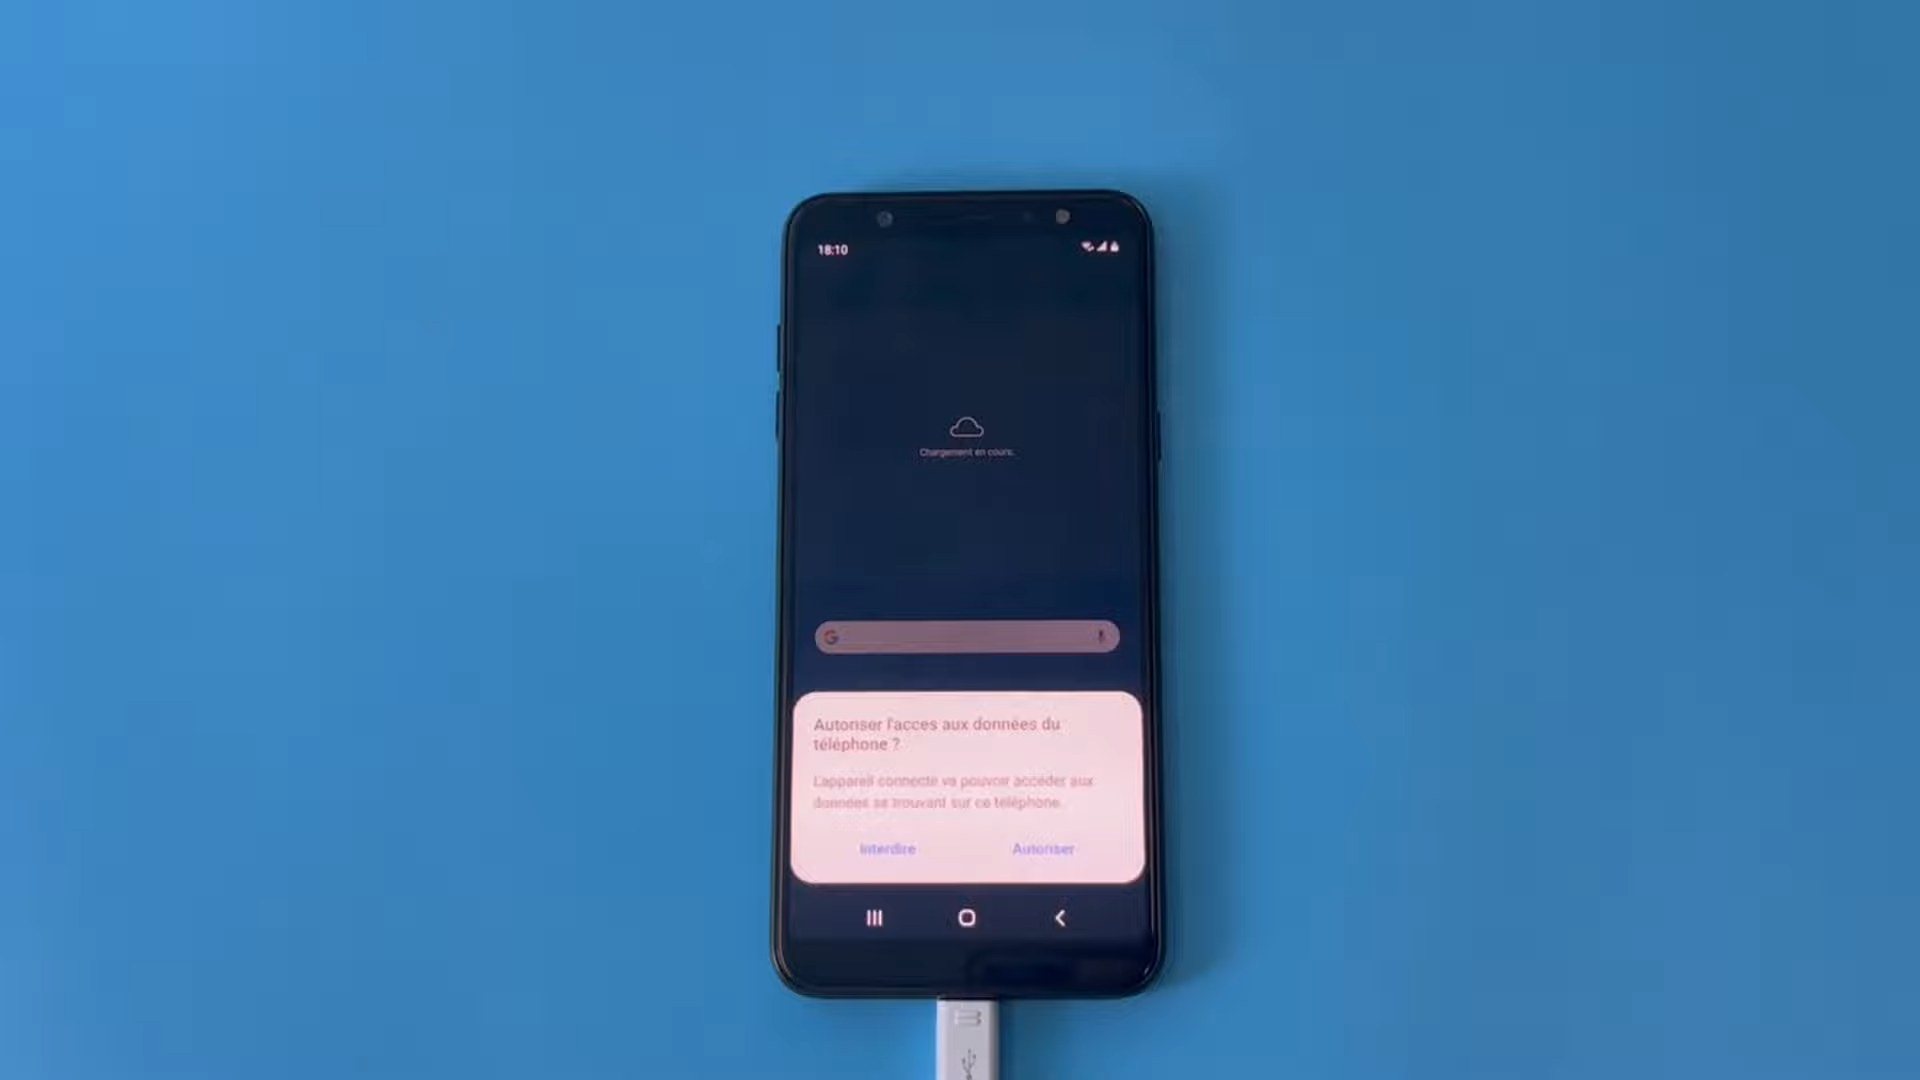 18:10
Chargement en cours.
G
Autoriser l'accès aux données du
téléphone ?
L'appareil connecté va pouvoir accéder aux
données se trouvant sur ce téléphone.
Interdire Autoriser